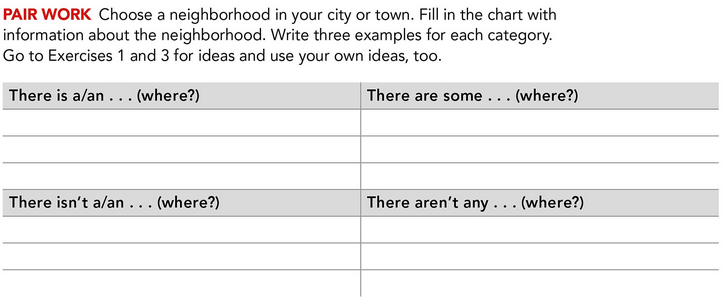 PAIR WORK Choose a neighborhood in your city or town. Fill in the chart with
information about the neighborhood. Write three examples for each category.
Go to Exercises 1 and 3 for ideas and use your own ideas, too.
There is a/an . . . (where?)
There are some . . . (where?)
There isn't a/an . . . (where?)
There aren't any . . . (where?)